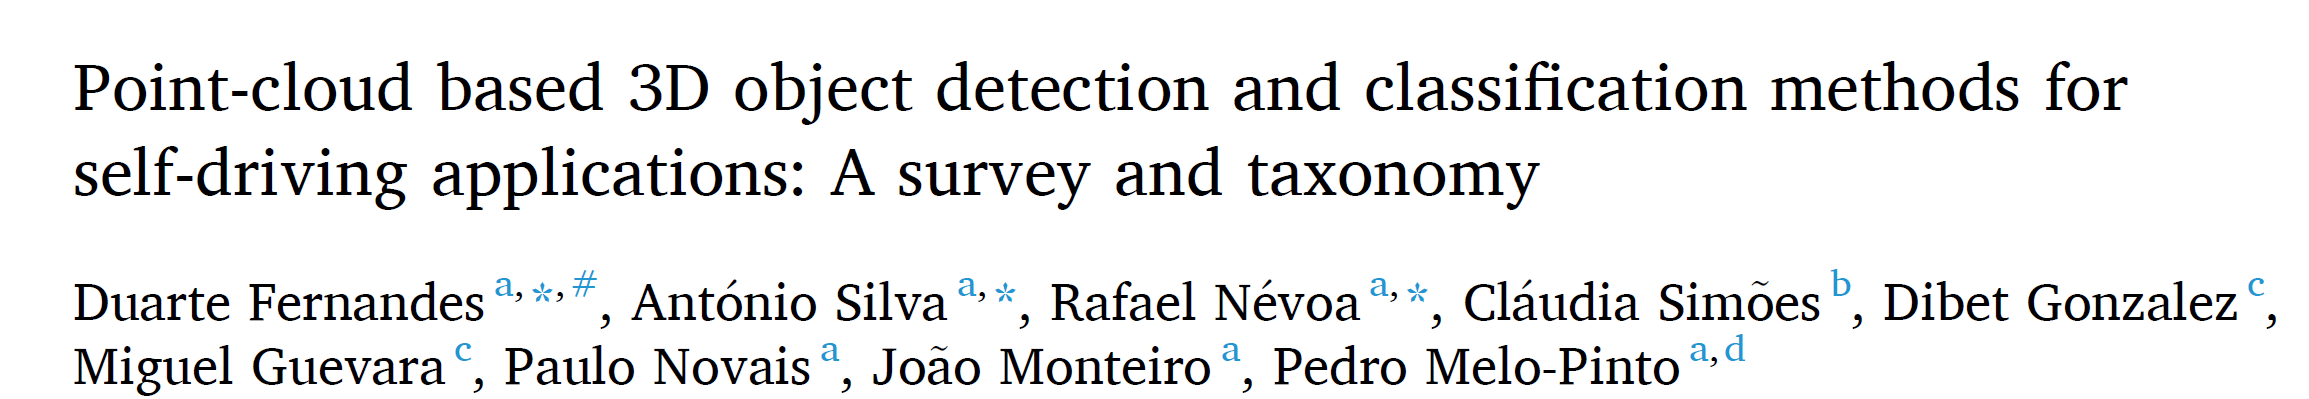 Point-cloud based 3D object detection and classification methods for
self-driving applications: A survey and taxonomy
Duarte Fernandes a,*,#, António Silva a,*, Rafael Névoa a,*, Cláudia Simões b, Dibet Gonzalez c,
Miguel Guevara c, Paulo Novais a, João Monteiro a, Pedro Melo-Pinto a,d